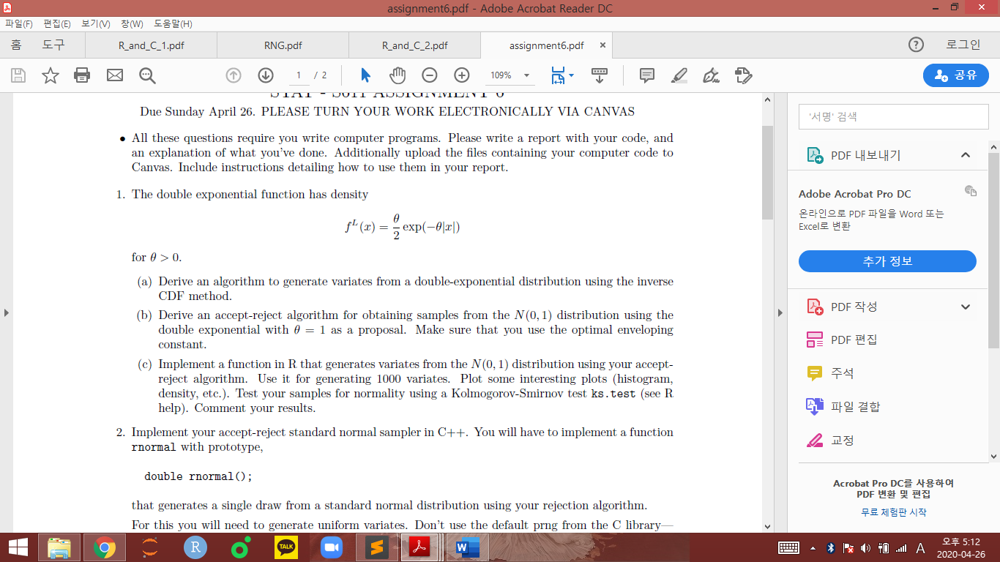 assignment6.pdf - Adobe Acrobat Reader DC
파일(F) 편집(E) 보기(V) 창(W) 도움말(H)
홈 도구 R_and_C_1.pdf RNG.pdf R_and_C_2.pdf assignment6.pdf × 로그인
1 / 2 109% 공유
Due Sunday April 26. PLEASE TURN YOUR WORK ELECTRONICALLY VIA CANVAS
• All these questions require you write computer programs. Please write a report with your code, and
an explanation of what you've done. Additionally upload the files containing your computer code to
Canvas. Include instructions detailing how to use them in your report.
1. The double exponential function has density
f^L(x) = θ/2 exp(−θ|x|)
for θ > 0.
(a) Derive an algorithm to generate variates from a double-exponential distribution using the inverse
CDF method.
(b) Derive an accept-reject algorithm for obtaining samples from the N(0, 1) distribution using the
double exponential with θ = 1 as a proposal. Make sure that you use the optimal enveloping
constant.
(c) Implement a function in R that generates variates from the N(0, 1) distribution using your accept-
reject algorithm. Use it for generating 1000 variates. Plot some interesting plots (histogram,
density, etc.). Test your samples for normality using a Kolmogorov-Smirnov test ks.test (see R
help). Comment your results.
2. Implement your accept-reject standard normal sampler in C++. You will have to implement a function
rnormal with prototype,
double rnormal();
that generates a single draw from a standard normal distribution using your rejection algorithm.
For this you will need to generate uniform variates. Don't use the default prng from the C library—
'서명' 검색
PDF 내보내기
Adobe Acrobat Pro DC
온라인으로 PDF 파일을 Word 또는
Excel로 변환
추가 정보
PDF 작성
PDF 편집
주석
파일 결합
교정
Acrobat Pro DC를 사용하여
PDF 변환 및 편집
무료 체험판 시작
R TALK W A 오후 5:12
2020-04-26